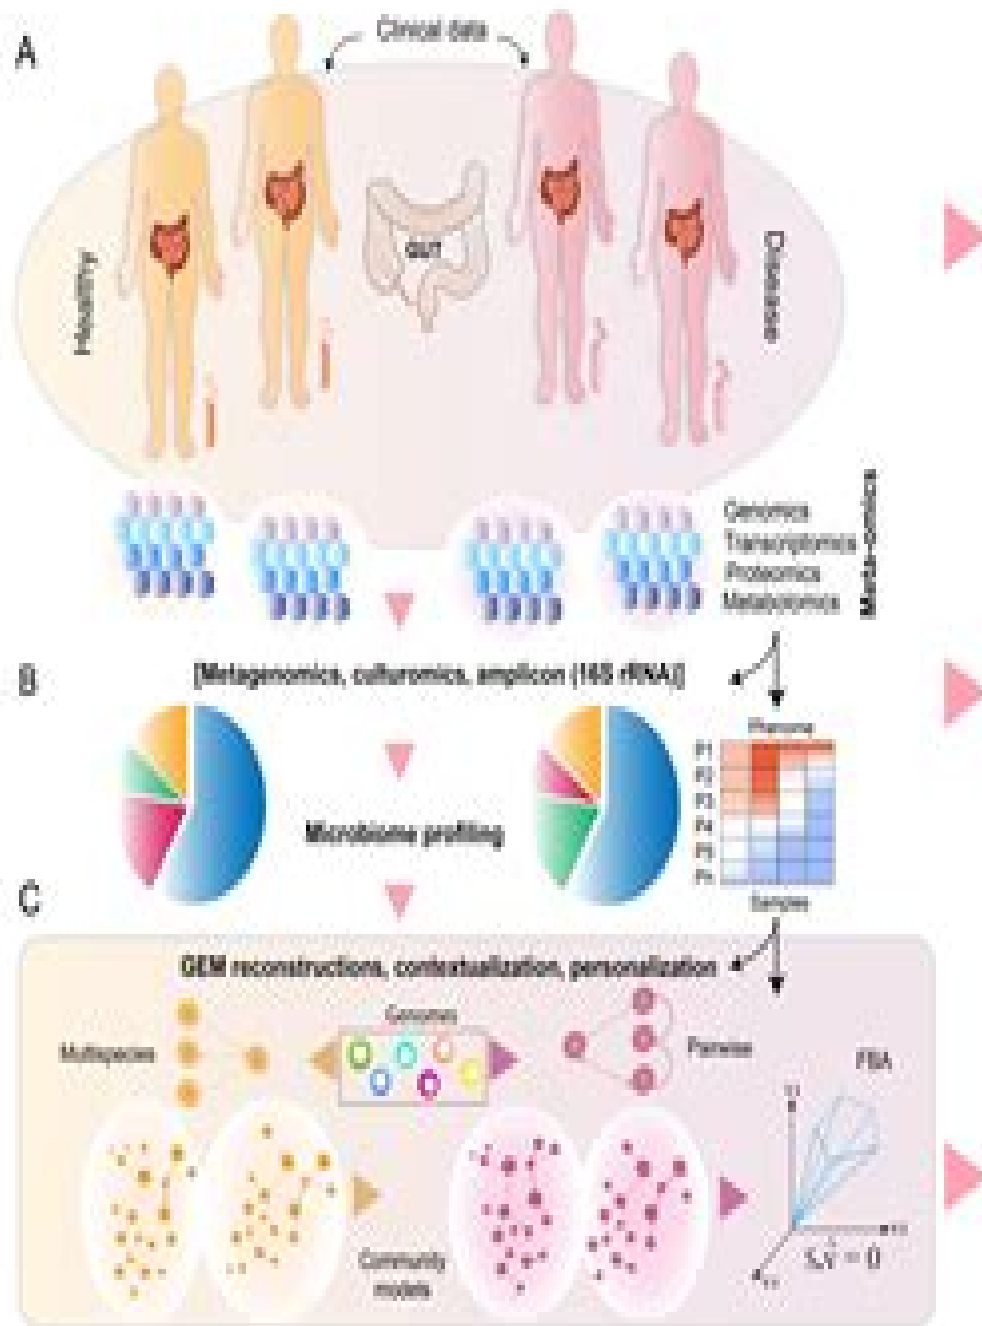 A
Clinical data
Healthy
GUT
Disease
Genomics
Transcriptomics
Proteomics
Metabolomics
Meta-omics
B
[Metagenomics, culturomics, amplicon (16S rRNA)]
Phenome
P1
P2
P3
P4
P5
Microbiome profiling
Samples
C
GEM reconstructions, contextualization, personalization
Genomes
Multispecies
Pairwise
FBA
Community
models